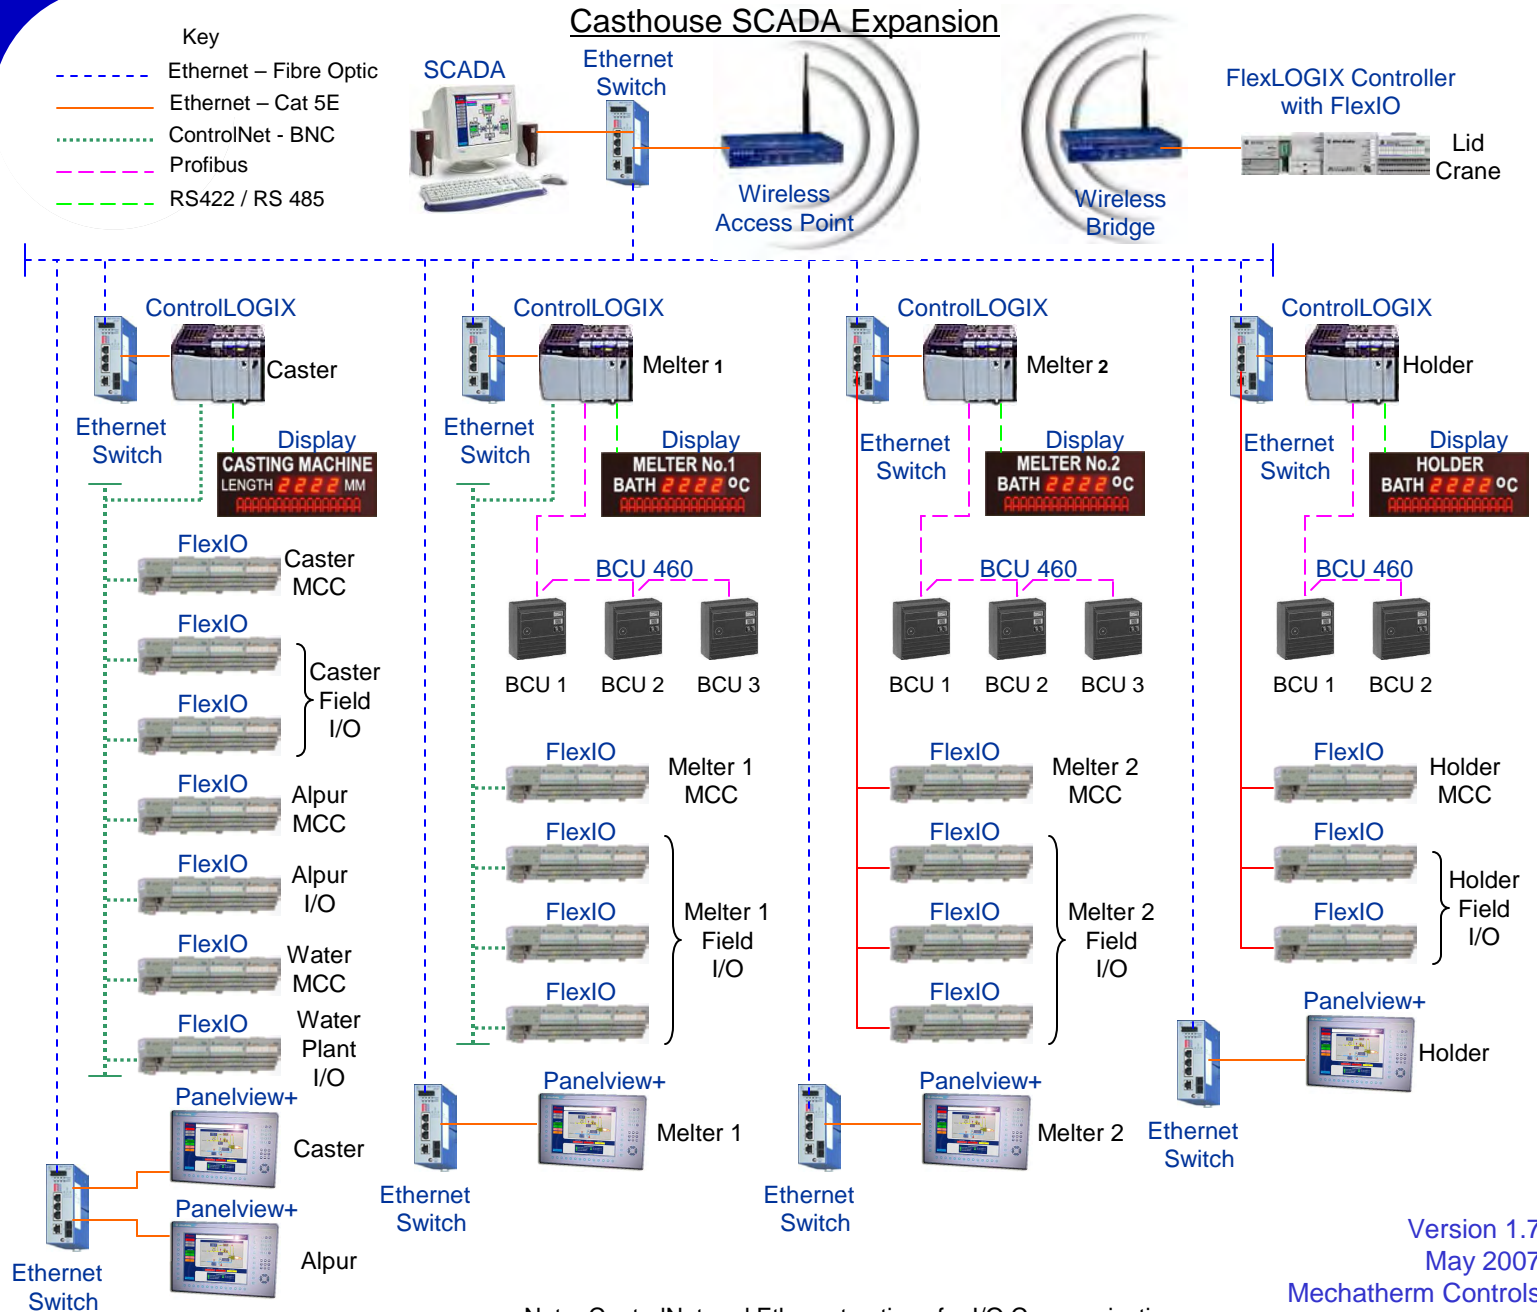 Casthouse SCADA Expansion
Key
Ethernet – Fibre Optic
Ethernet – Cat 5E
ControlNet - BNC
Profibus
RS422 / RS 485
SCADA
Ethernet
Switch
Wireless
Access Point
Wireless
Bridge
FlexLOGIX Controller
with FlexIO
Lid
Crane
ControlLOGIX
Caster
Ethernet
Switch
Display
CASTING MACHINE
LENGTH 2222 MM
AAAAAAAAAAAAA
FlexIO
Caster
MCC
FlexIO
FlexIO
Caster
Field
I/O
FlexIO
Alpur
MCC
FlexIO
Alpur
I/O
FlexIO
Water
MCC
FlexIO
Water
Plant
I/O
Panelview+
Caster
Panelview+
Alpur
Ethernet
Switch
ControlLOGIX
Melter 1
Ethernet
Switch
Display
MELTER No.1
BATH 2222 ºC
AAAAAAAAAAAAA
BCU 460
BCU 1
BCU 2
BCU 3
FlexIO
Melter 1
MCC
FlexIO
FlexIO
FlexIO
Melter 1
Field
I/O
Panelview+
Melter 1
Ethernet
Switch
ControlLOGIX
Melter 2
Ethernet
Switch
Display
MELTER No.2
BATH 2222 ºC
AAAAAAAAAAAAA
BCU 460
BCU 1
BCU 2
BCU 3
FlexIO
Melter 2
MCC
FlexIO
FlexIO
FlexIO
Melter 2
Field
I/O
Panelview+
Melter 2
Ethernet
Switch
ControlLOGIX
Holder
Ethernet
Switch
Display
HOLDER
BATH 2222 ºC
AAAAAAAAAAAAA
BCU 460
BCU 1
BCU 2
FlexIO
Holder
MCC
FlexIO
FlexIO
Holder
Field
I/O
Panelview+
Holder
Ethernet
Switch
Version 1.7
May 2007
Mechatherm Controls